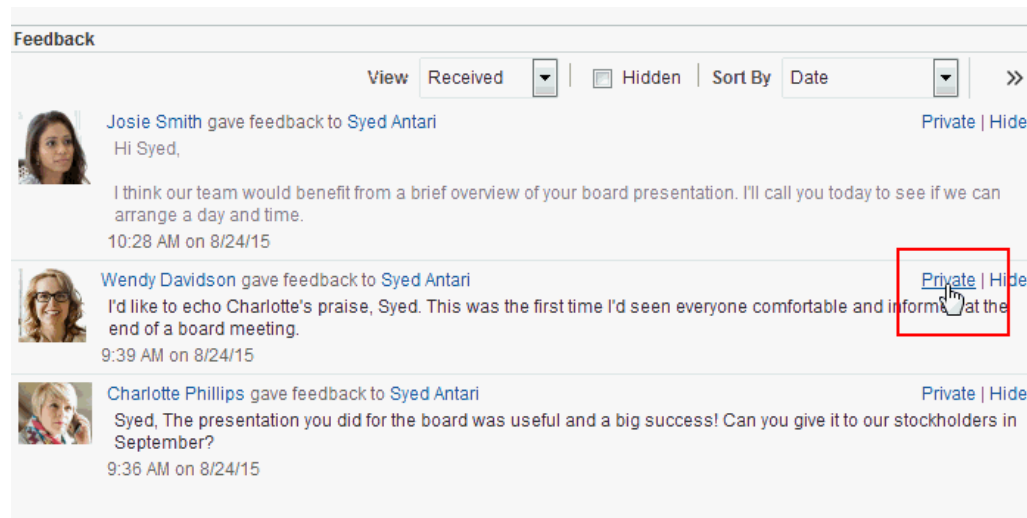 Feedback
View Received Hidden Sort By Date »
Josie Smith gave feedback to Syed Antari Private | Hide
Hi Syed,
I think our team would benefit from a brief overview of your board presentation. I'll call you today to see if we can
arrange a day and time.
10:28 AM on 8/24/15
Wendy Davidson gave feedback to Syed Antari Private | Hide
I'd like to echo Charlotte's praise, Syed. This was the first time I'd seen everyone comfortable and informed at the
end of a board meeting.
9:39 AM on 8/24/15
Charlotte Phillips gave feedback to Syed Antari Private | Hide
Syed, The presentation you did for the board was useful and a big success! Can you give it to our stockholders in
September?
9:36 AM on 8/24/15